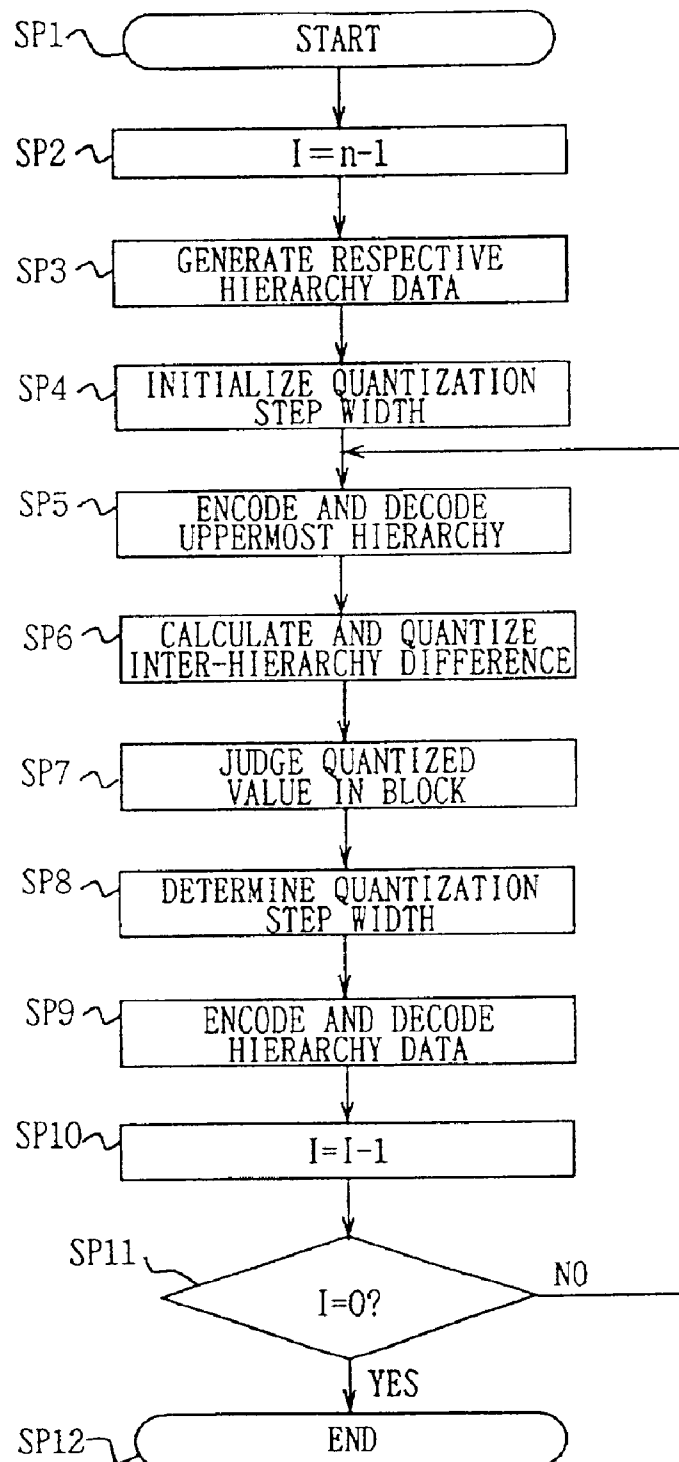 SP1
START
SP2
I=n-1
SP3
GENERATE RESPECTIVE
HIERARCHY DATA
SP4
INITIALIZE QUANTIZATION
STEP WIDTH
SP5
ENCODE AND DECODE
UPPERMOST HIERARCHY
SP6
CALCULATE AND QUANTIZE
INTER-HIERARCHY DIFFERENCE
SP7
JUDGE QUANTIZED
VALUE IN BLOCK
SP8
DETERMINE QUANTIZATION
STEP WIDTH
SP9
ENCODE AND DECODE
HIERARCHY DATA
SP10
I=I-1
SP11
I=0?
NO
YES
SP12
END